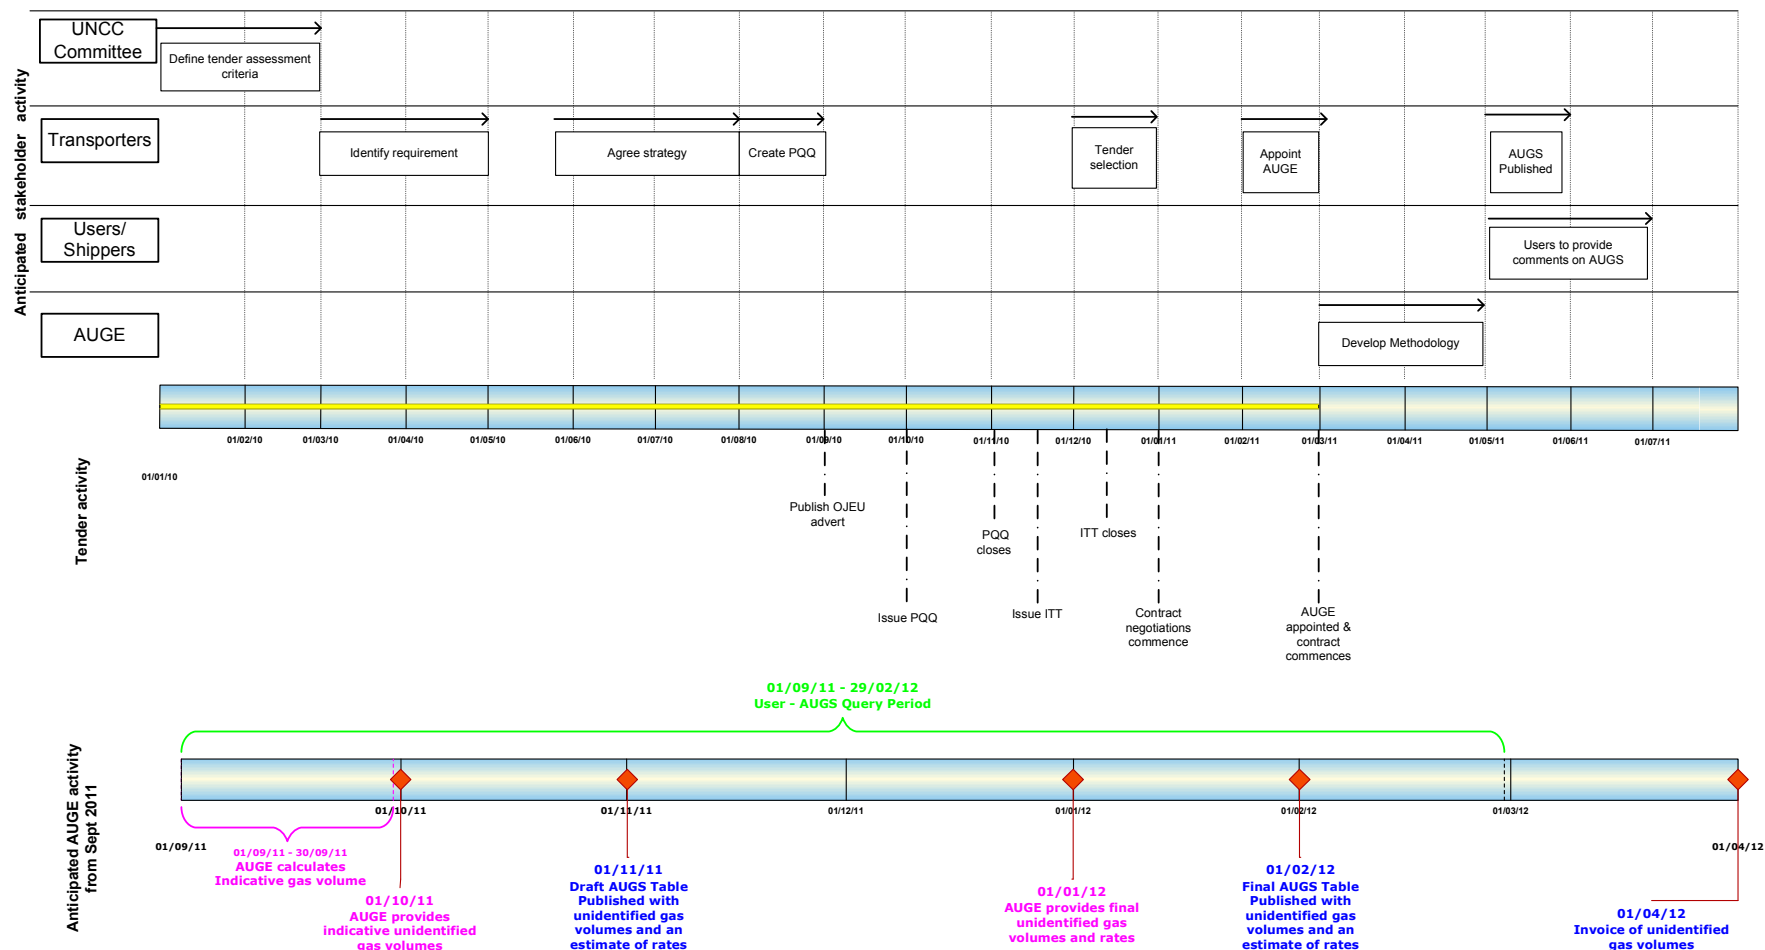 Anticipated stakeholder activity
UNCC
Committee
Define tender assessment
criteria
Transporters
Identify requirement
Agree strategy
Create PQQ
Tender
selection
Appoint
AUGE
AUGS
Published
Users/
Shippers
Users to provide
comments on AUGS
AUGE
Develop Methodology
01/01/10
01/02/10
01/03/10
01/04/10
01/05/10
01/06/10
01/07/10
01/08/10
01/09/10
01/10/10
01/11/10
01/12/10
01/01/11
01/02/11
01/03/11
01/04/11
01/05/11
01/06/11
01/07/11
Tender activity
Publish OJEU
advert
Issue PQQ
PQQ
closes
Issue ITT
ITT closes
Contract
negotiations
commence
AUGE
appointed &
contract
commences
01/09/11 - 29/02/12
User - AUGS Query Period
Anticipated AUGE activity
from Sept 2011
01/09/11
01/10/11
01/11/11
01/12/11
01/01/12
01/02/12
01/03/12
01/04/12
01/09/11 - 30/09/11
AUGE calculates
Indicative gas volume
01/10/11
AUGE provides
indicative unidentified
gas volumes
01/11/11
Draft AUGS Table
Published with
unidentified gas
volumes and an
estimate of rates
01/01/12
AUGE provides final
unidentified gas
volumes and rates
01/02/12
Final AUGS Table
Published with
unidentified gas
volumes and an
estimate of rates
01/04/12
Invoice of unidentified
gas volumes